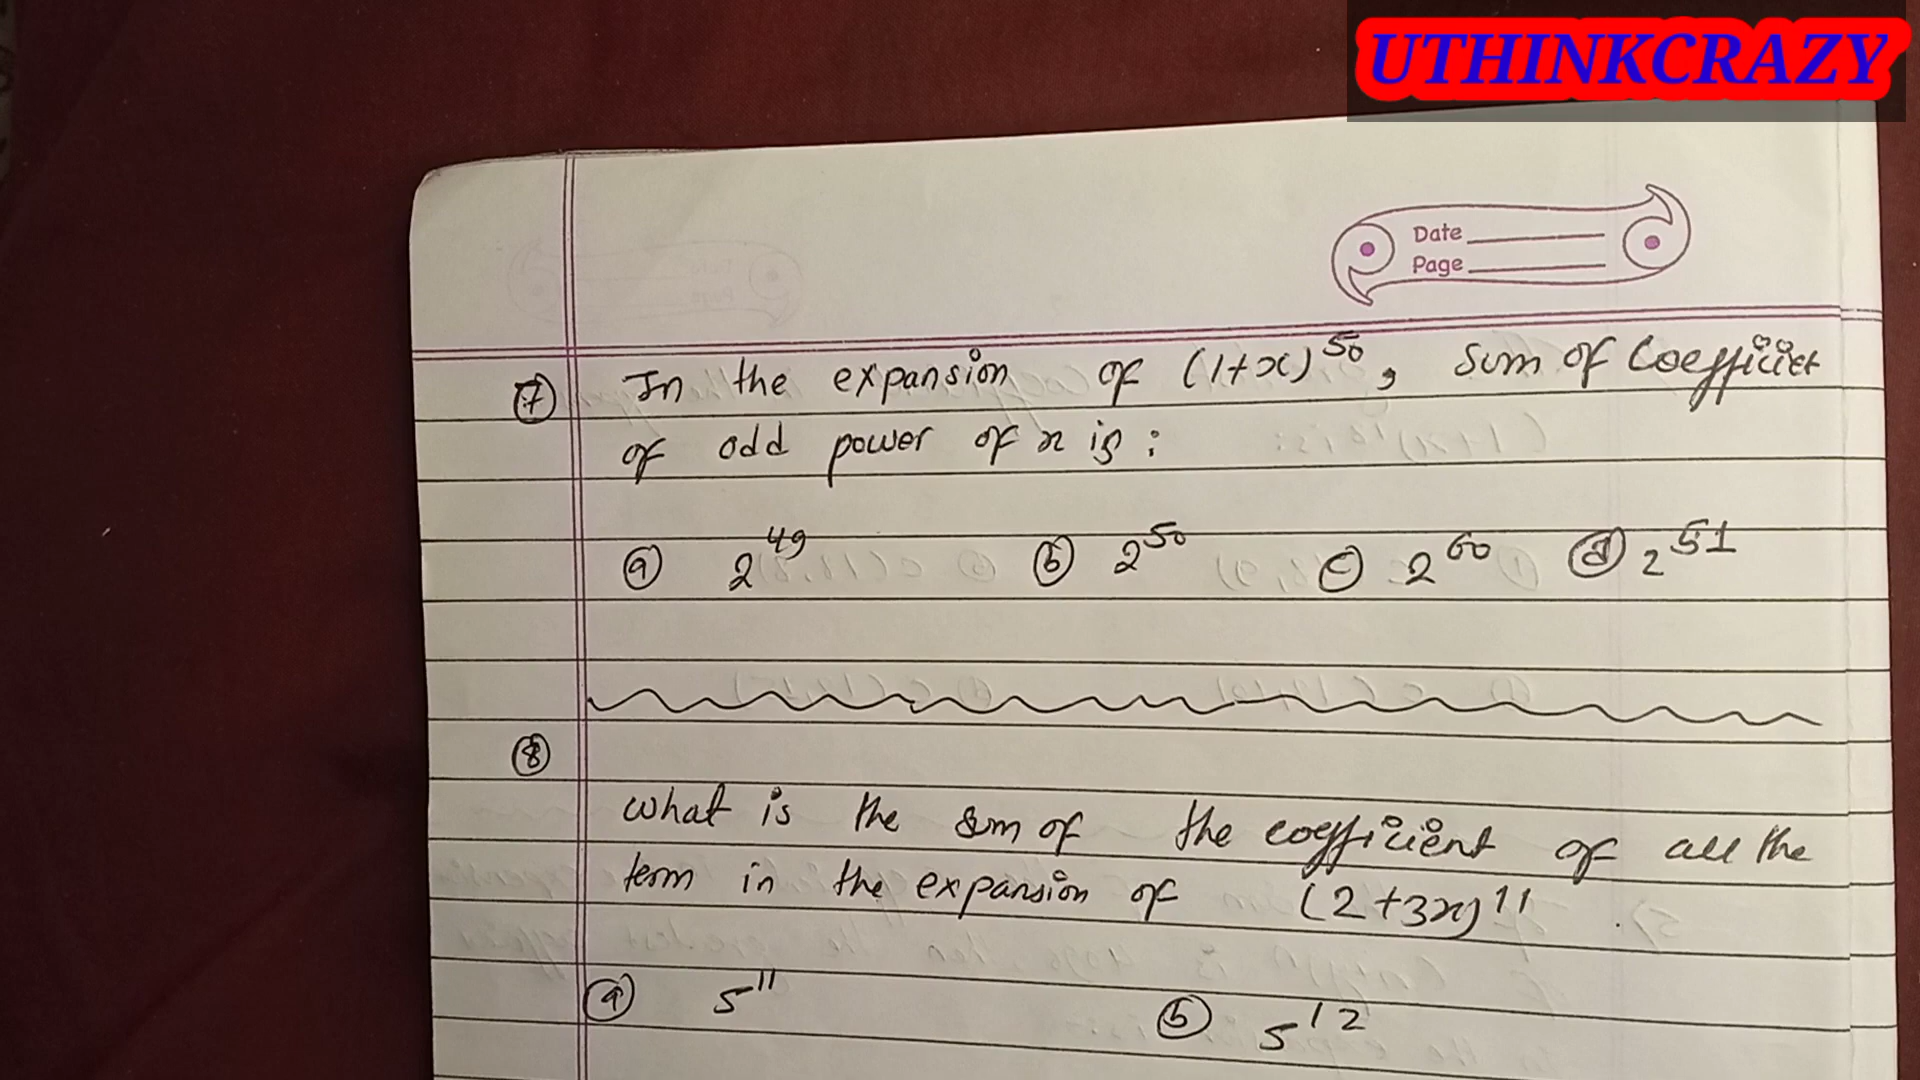 UTHINKCRAZY
Date
Page
7 In the expansion of (1+x)^50, sum of Coefficiet
of odd power of x is :
a 2^49 b 2^50 c 2^60 d 2^51
8
what is the sum of the coefficient of all the
term in the expansion of (2+3x)^11 .
a 5^11 b 5^12